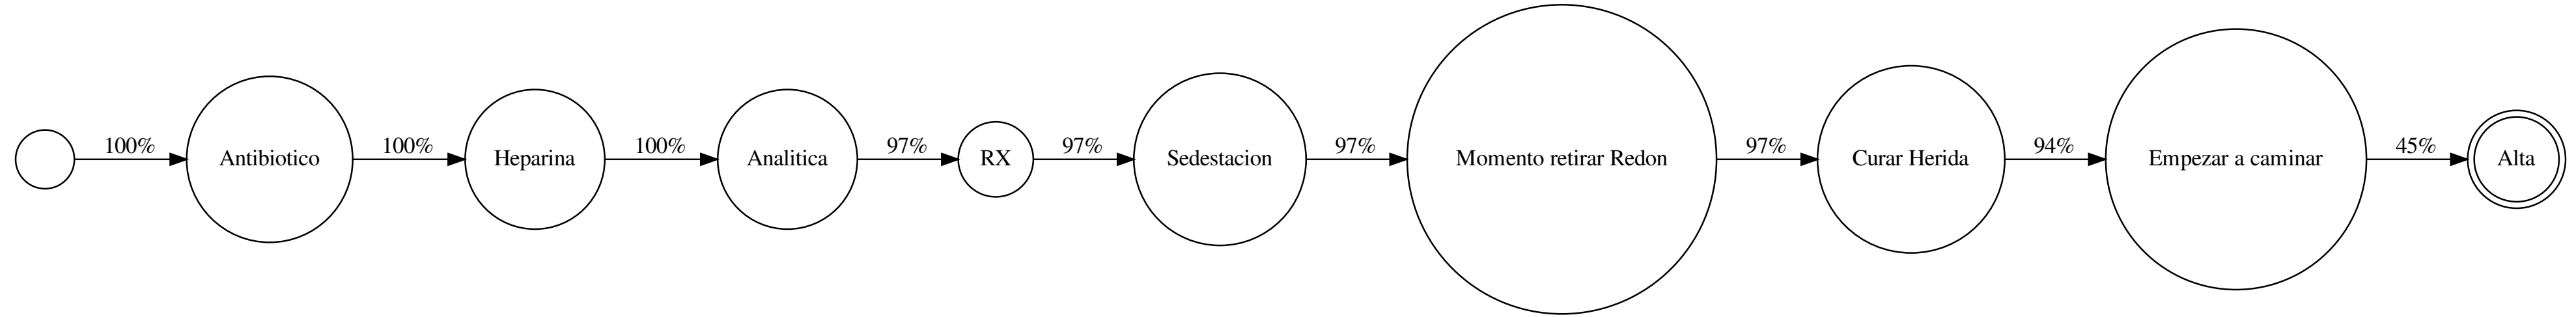 100%
Antibiotico
100%
Heparina
100%
Analitica
97%
RX
97%
Sedestacion
97%
Momento retirar Redon
97%
Curar Herida
94%
Empezar a caminar
45%
Alta